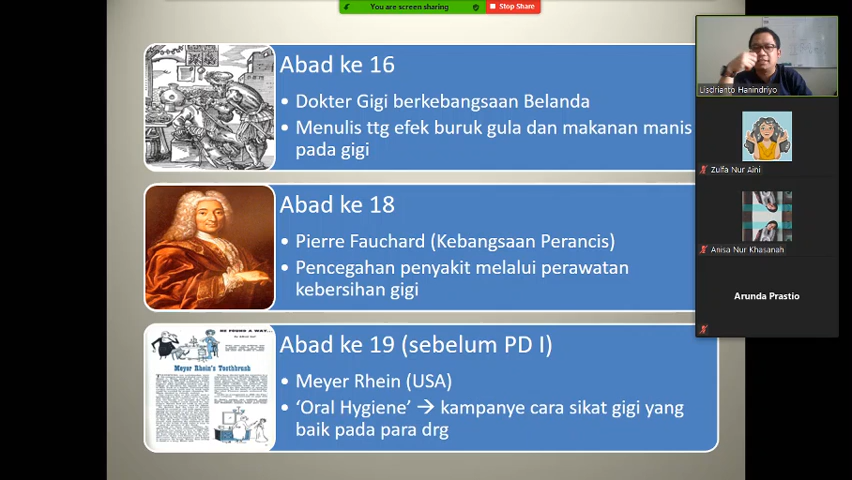 You are screen sharing
Stop Share
Abad ke 16
• Dokter Gigi berkebangsaan Belanda
• Menulis ttg efek buruk gula dan makanan manis
pada gigi
Abad ke 18
• Pierre Fauchard (Kebangsaan Perancis)
• Pencegahan penyakit melalui perawatan
kebersihan gigi
HE FOUND A WAY...
Meyer Rhein's Toothbrush
Abad ke 19 (sebelum PD I)
• Meyer Rhein (USA)
• ‘Oral Hygiene’ → kampanye cara sikat gigi yang
baik pada para drg
Lisdrianto Hanindriyo
Zulfa Nur Aini
Anisa Nur Khasanah
Arunda Prastio